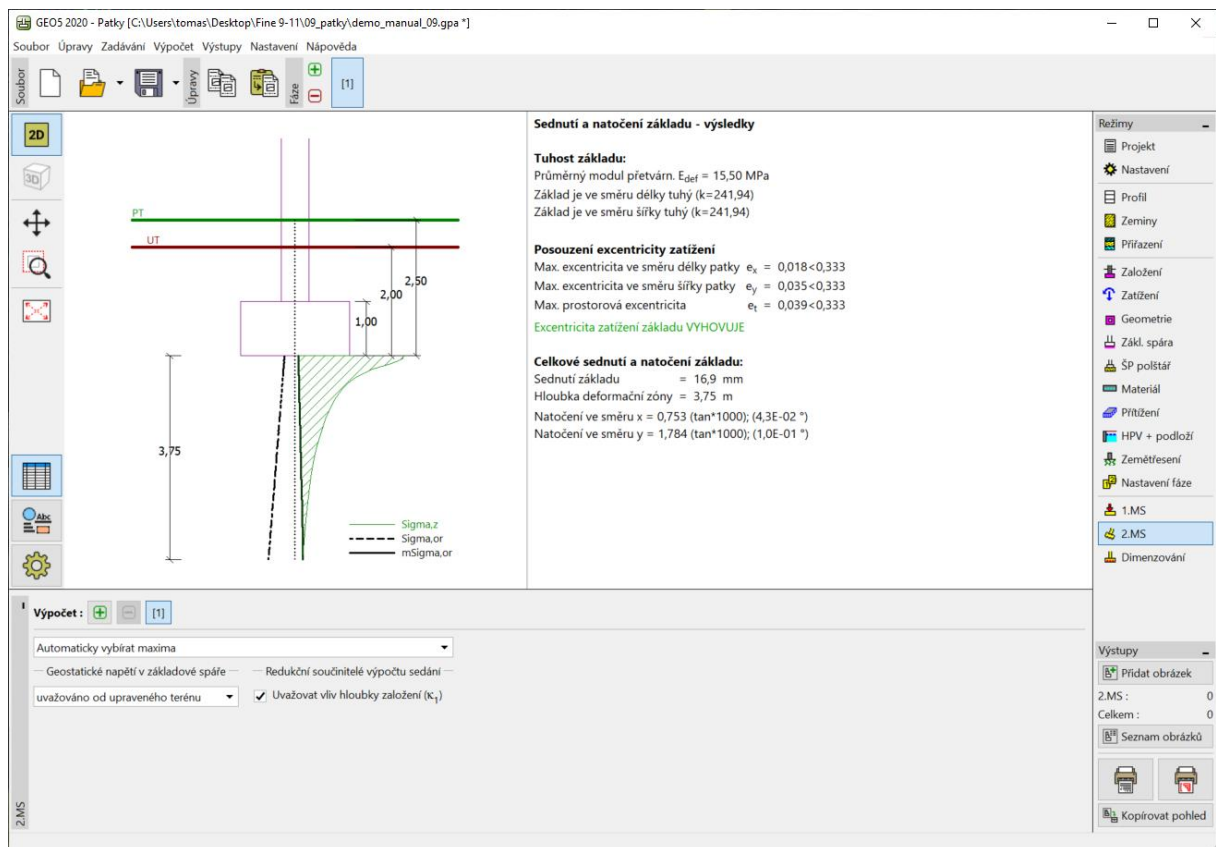 GEO5 2020 - Patky [C:\Users\tomas\Desktop\Fine 9-11\09_patky\demo_manual_09.gpa *]
Soubor Úpravy Zadávání Výpočet Výstupy Nastavení Nápověda
Soubor
Úpravy
Fáze
[1]
2D
3D
Abc
PT
UT
2,50
2,00
1,00
3,75
Sigma,z
Sigma,or
mSigma,or
Sednutí a natočení základu - výsledky
Tuhost základu:
Průměrný modul přetvárn. Edef = 15,50 MPa
Základ je ve směru délky tuhý (k=241,94)
Základ je ve směru šířky tuhý (k=241,94)
Posouzení excentricity zatížení
Max. excentricita ve směru délky patky ex = 0,018<0,333
Max. excentricita ve směru šířky patky ey = 0,035<0,333
Max. prostorová excentricita et = 0,039<0,333
Excentricita zatížení základu VYHOVUJE
Celkové sednutí a natočení základu:
Sednutí základu = 16,9 mm
Hloubka deformační zóny = 3,75 m
Natočení ve směru x = 0,753 (tan*1000); (4,3E-02 °)
Natočení ve směru y = 1,784 (tan*1000); (1,0E-01 °)
Režimy
Projekt
Nastavení
Profil
Zeminy
Přiřazení
Založení
Zatížení
Geometrie
Zákl. spára
ŠP polštář
Materiál
Přitížení
HPV + podloží
Zemětřesení
Nastavení fáze
1.MS
2.MS
Dimenzování
Výpočet : [1]
Automaticky vybírat maxima
Geostatické napětí v základové spáře
Redukční součinitelé výpočtu sedání
uvažováno od upraveného terénu
Uvažovat vliv hloubky založení (κ1)
2.MS
Výstupy
Přidat obrázek
2.MS : 0
Celkem : 0
Seznam obrázků
Kopírovat pohled